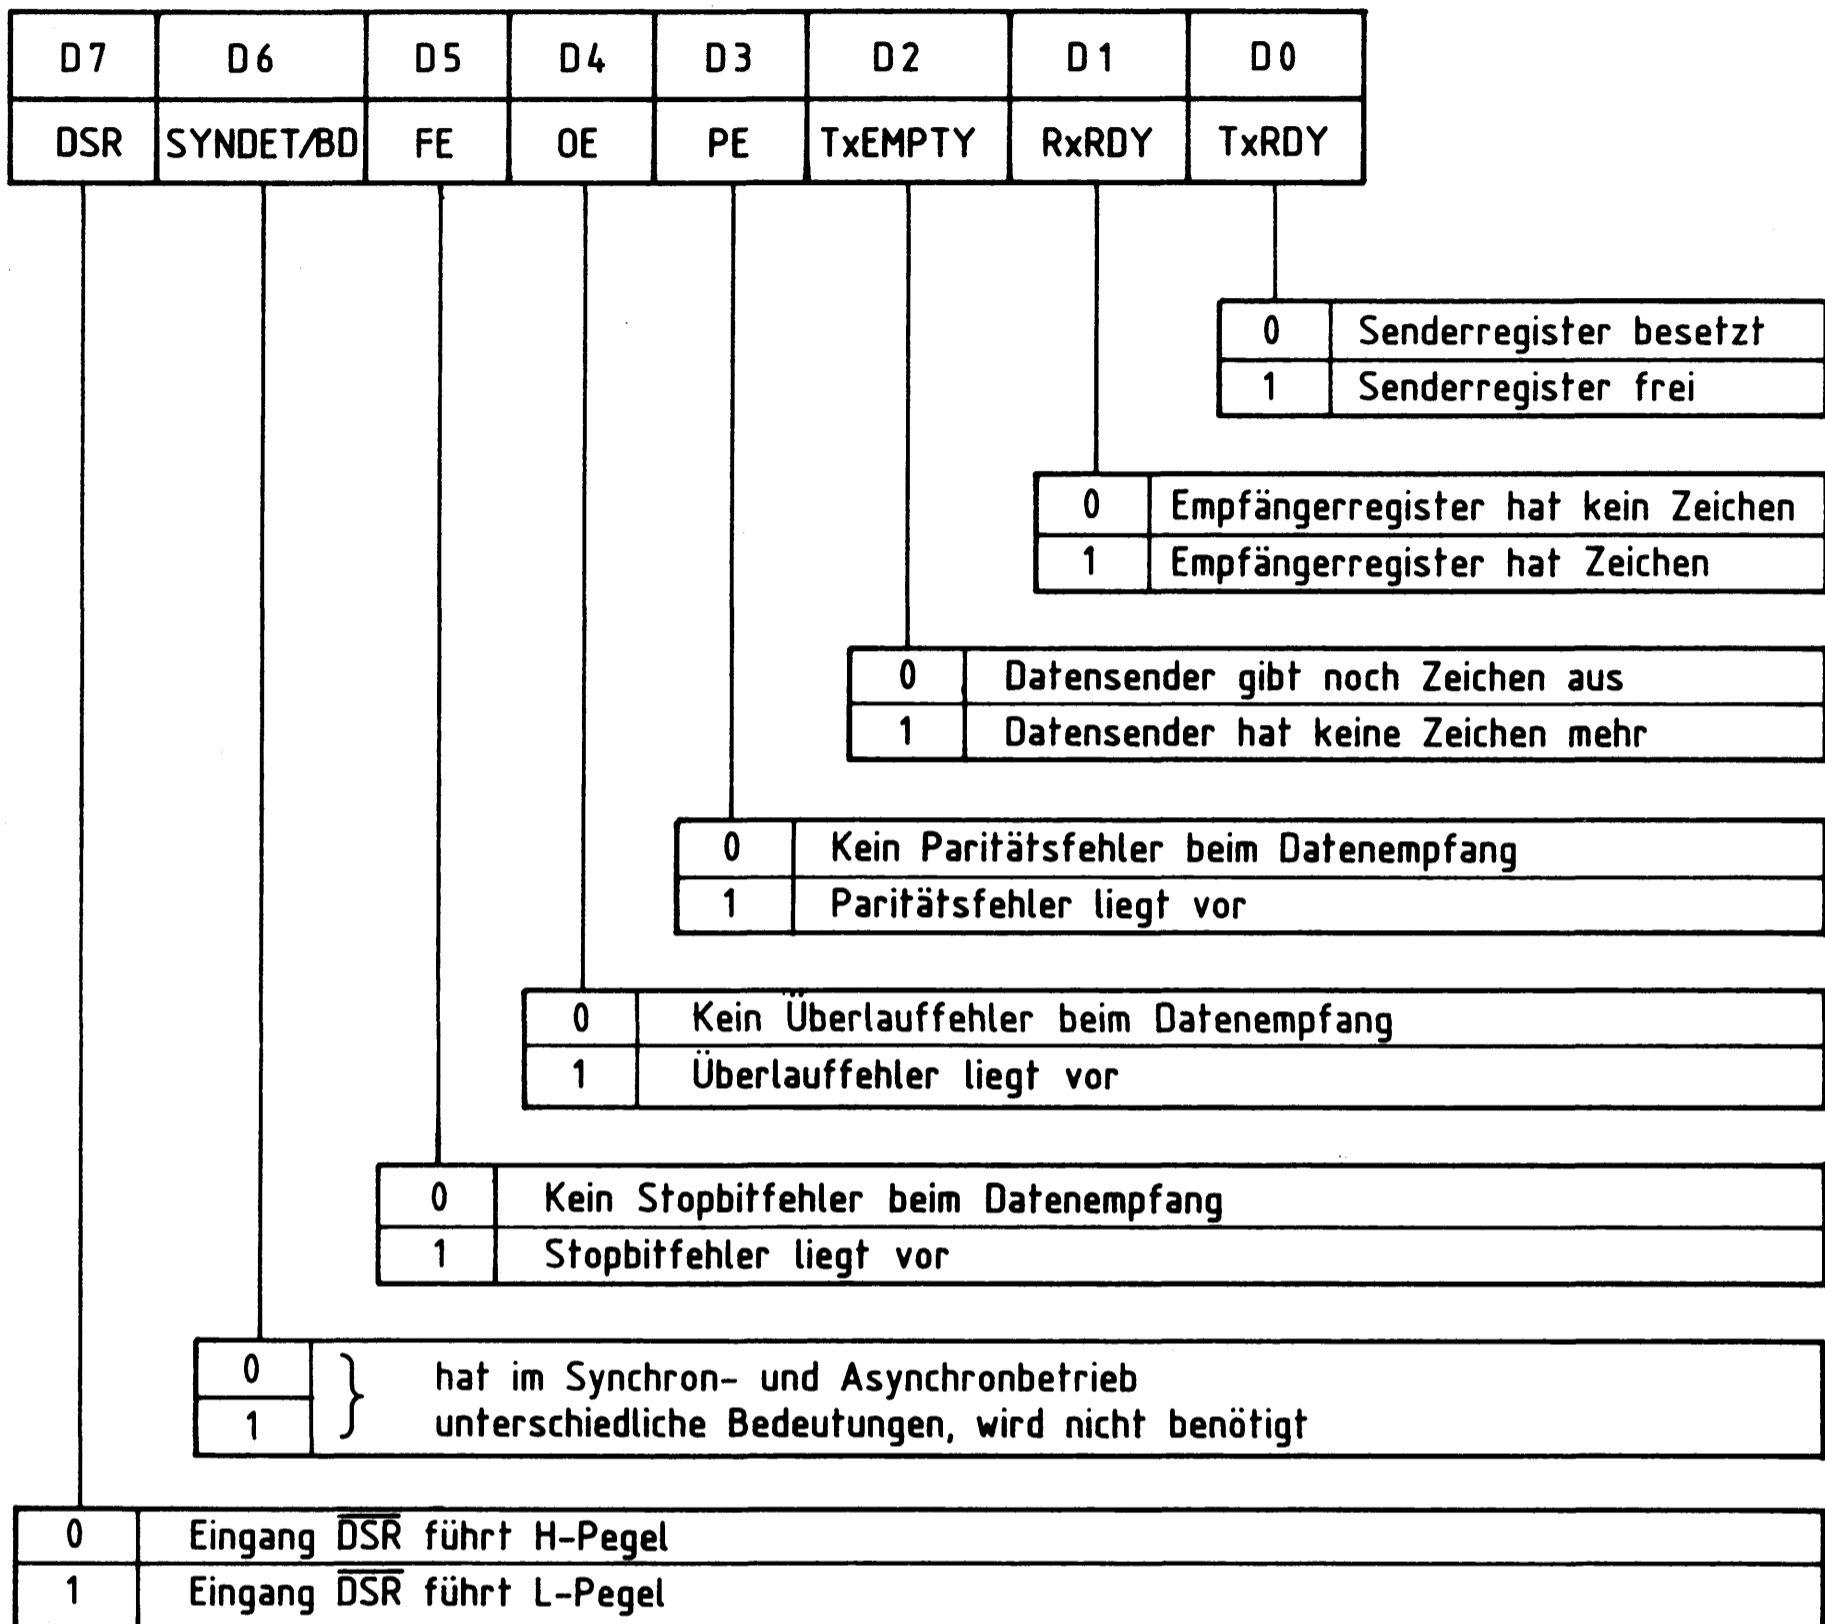 D7 D6 D5 D4 D3 D2 D1 D0
DSR SYNDET/BD FE OE PE TxEMPTY RxRDY TxRDY
0 Senderregister besetzt
1 Senderregister frei
0 Empfängerregister hat kein Zeichen
1 Empfängerregister hat Zeichen
0 Datensender gibt noch Zeichen aus
1 Datensender hat keine Zeichen mehr
0 Kein Paritätsfehler beim Datenempfang
1 Paritätsfehler liegt vor
0 Kein Überlauffehler beim Datenempfang
1 Überlauffehler liegt vor
0 Kein Stopbitfehler beim Datenempfang
1 Stopbitfehler liegt vor
0 hat im Synchron- und Asynchronbetrieb
1 unterschiedliche Bedeutungen, wird nicht benötigt
0 Eingang D̅S̅R̅ führt H-Pegel
1 Eingang D̅S̅R̅ führt L-Pegel